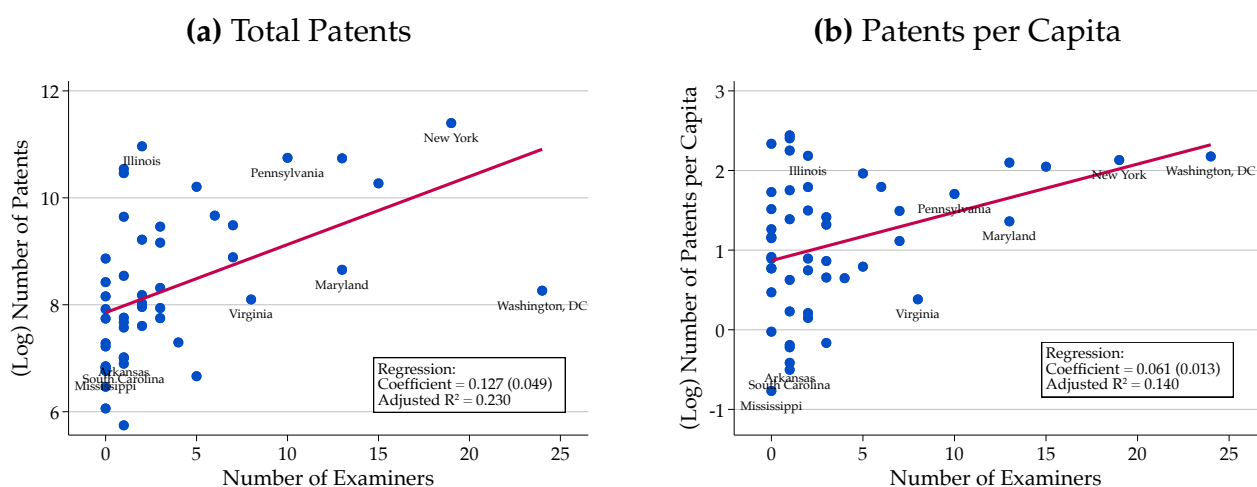 (a) Total Patents
(Log) Number of Patents
12
10
8
6
New York
Illinois
Pennsylvania
Maryland
Virginia
Washington, DC
Arkansas
South Carolina
Mississippi
Regression:
Coefficient = 0.127 (0.049)
Adjusted R² = 0.230
0 5 10 15 20 25
Number of Examiners
(b) Patents per Capita
(Log) Number of Patents per Capita
3
2
1
0
-1
Illinois
New York
Washington, DC
Pennsylvania
Maryland
Virginia
Arkansas
South Carolina
Mississippi
Regression:
Coefficient = 0.061 (0.013)
Adjusted R² = 0.140
0 5 10 15 20 25
Number of Examiners